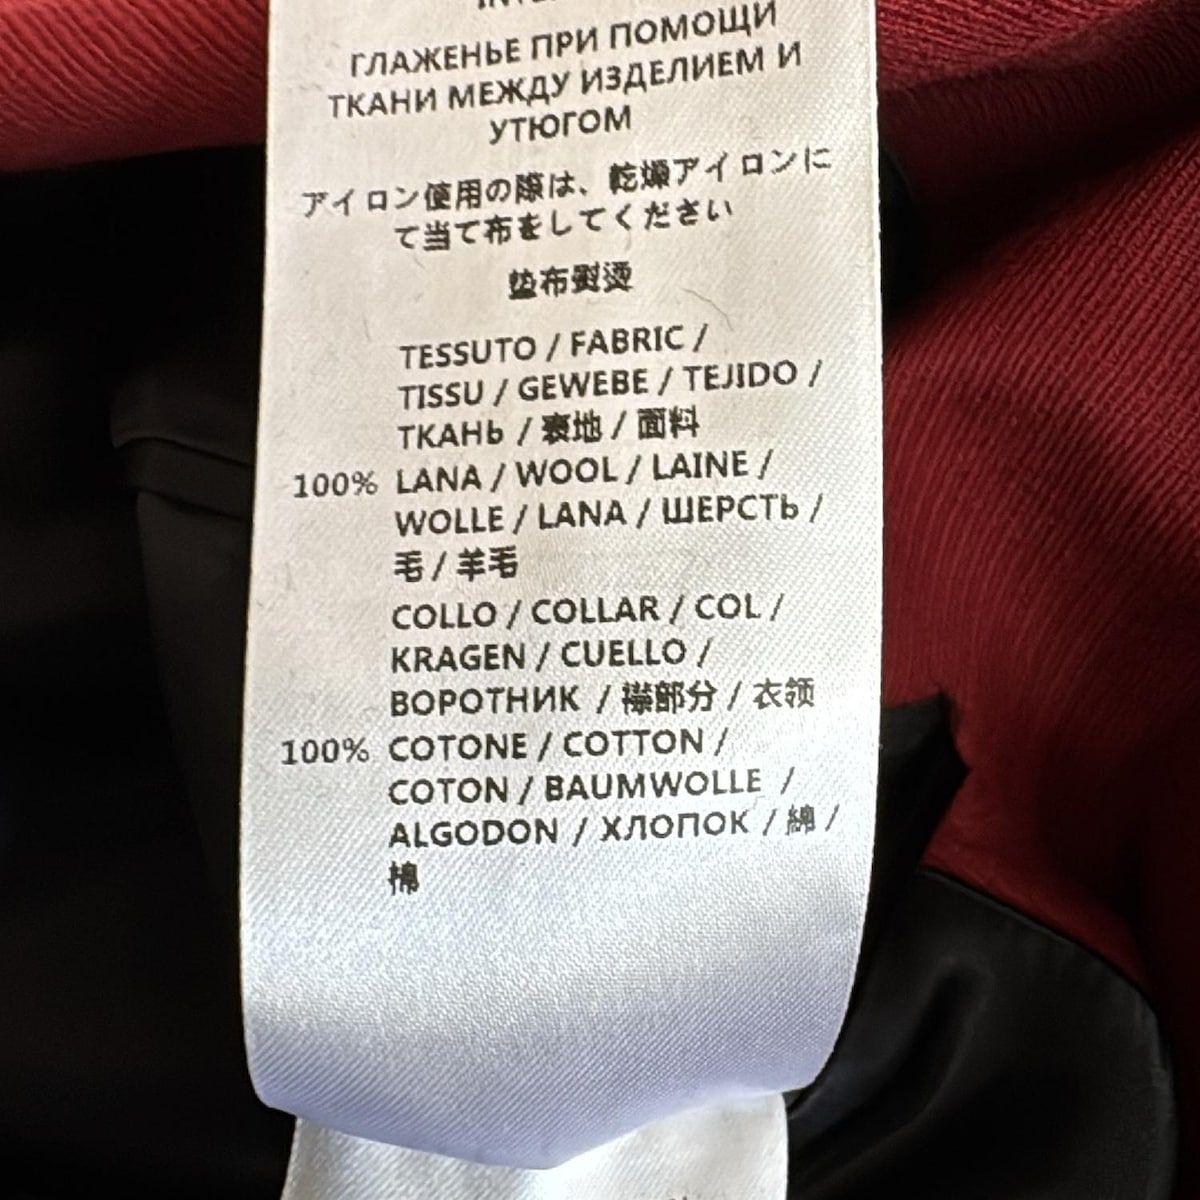 ГЛАЖЕНЬЕ ПРИ ПОМОЩИ
ТКАНИ МЕЖДУ ИЗДЕЛИЕМ И
УТЮГОМ
アイロン使用の際は、乾燥アイロンに
て当て布をしてください
垫布熨烫
TESSUTO / FABRIC /
TISSU / GEWEBE / TEJIDO /
ТКАНЬ / 表地 / 面料
100% LANA / WOOL / LAINE /
WOLLE / LANA / ШЕРСТЬ /
毛 / 羊毛
COLLO / COLLAR / COL /
KRAGEN / CUELLO /
ВОРОТНИК / 襟部分 / 衣领
100% COTONE / COTTON /
COTON / BAUMWOLLE /
ALGODON / ХЛОПОК / 綿 /
棉